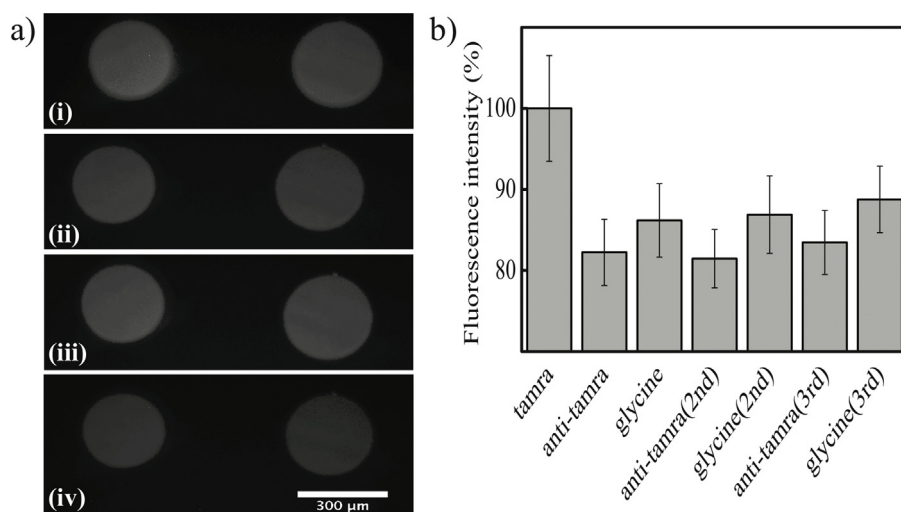 a)
(i)
(ii)
(iii)
(iv)
300 µm
b)
Fluorescence intensity (%)
100
90
80
tamra
anti-tamra
glycine
anti-tamra(2nd)
glycine(2nd)
anti-tamra(3rd)
glycine(3rd)